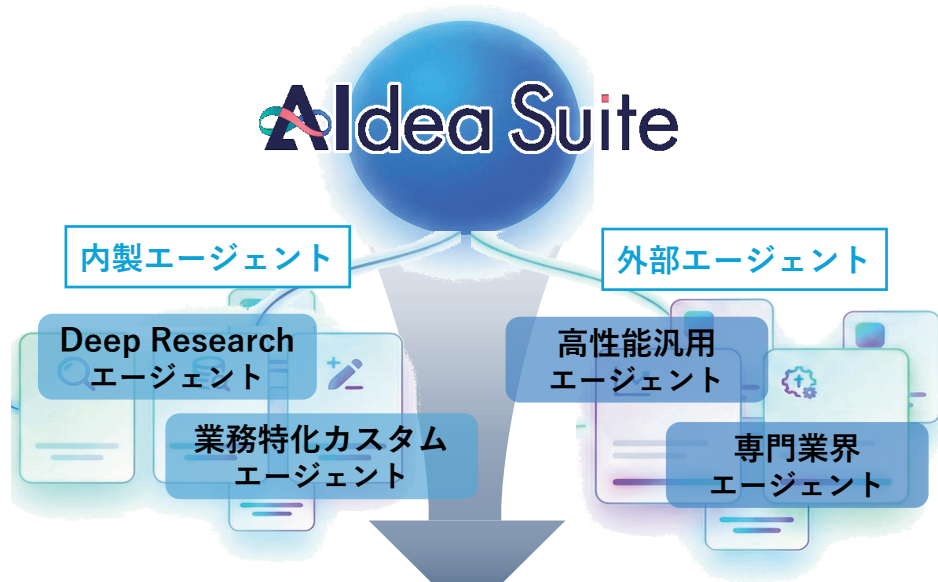 AIdea Suite
内製エージェント
外部エージェント
Deep Research
エージェント
高性能汎用
エージェント
業務特化カスタム
エージェント
専門業界
エージェント